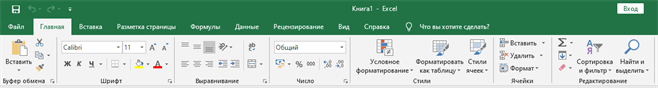 Книга1 - Excel
Вход
Файл Главная Вставка Разметка страницы Формулы Данные Рецензирование Вид Справка Что вы хотите сделать?
Calibri 11 Общий
Ж К Ч
% 000
Вставить
Буфер обмена
Шрифт
Выравнивание
Число
Условное форматирование
Форматировать как таблицу
Стили ячеек
Стили
Вставить
Удалить
Формат
Ячейки
Сортировка и фильтр
Найти и выделить
Редактирование